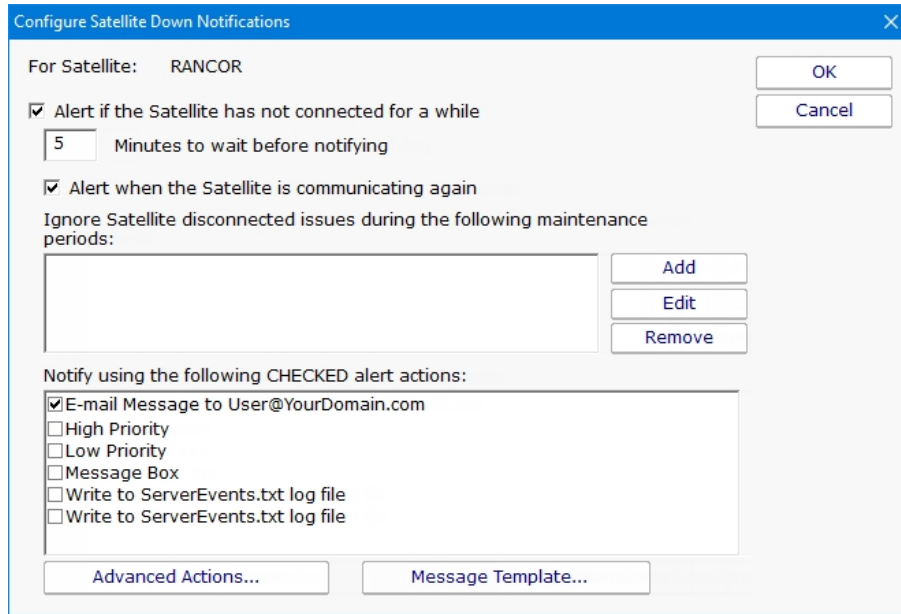 Configure Satellite Down Notifications
For Satellite: RANCOR
OK
Alert if the Satellite has not connected for a while
Cancel
5 Minutes to wait before notifying
Alert when the Satellite is communicating again
Ignore Satellite disconnected issues during the following maintenance
periods:
Add
Edit
Remove
Notify using the following CHECKED alert actions:
E-mail Message to User@YourDomain.com
High Priority
Low Priority
Message Box
Write to ServerEvents.txt log file
Write to ServerEvents.txt log file
Advanced Actions... Message Template...